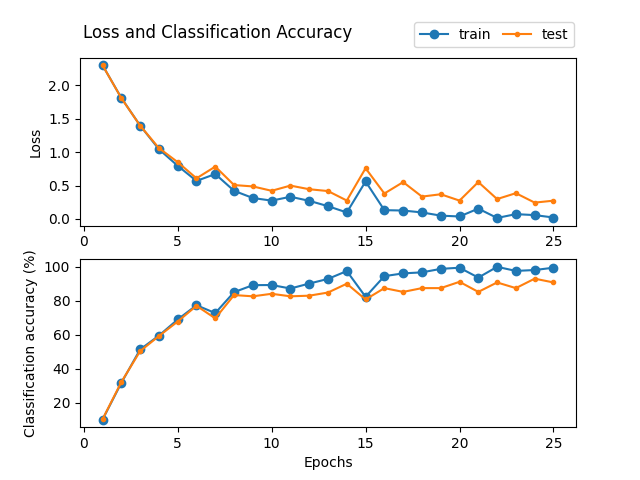 Loss and Classification Accuracy
train test
Loss
2.0
1.5
1.0
0.5
0.0
0 5 10 15 20 25
Classification accuracy (%)
100
80
60
40
20
0 5 10 15 20 25
Epochs